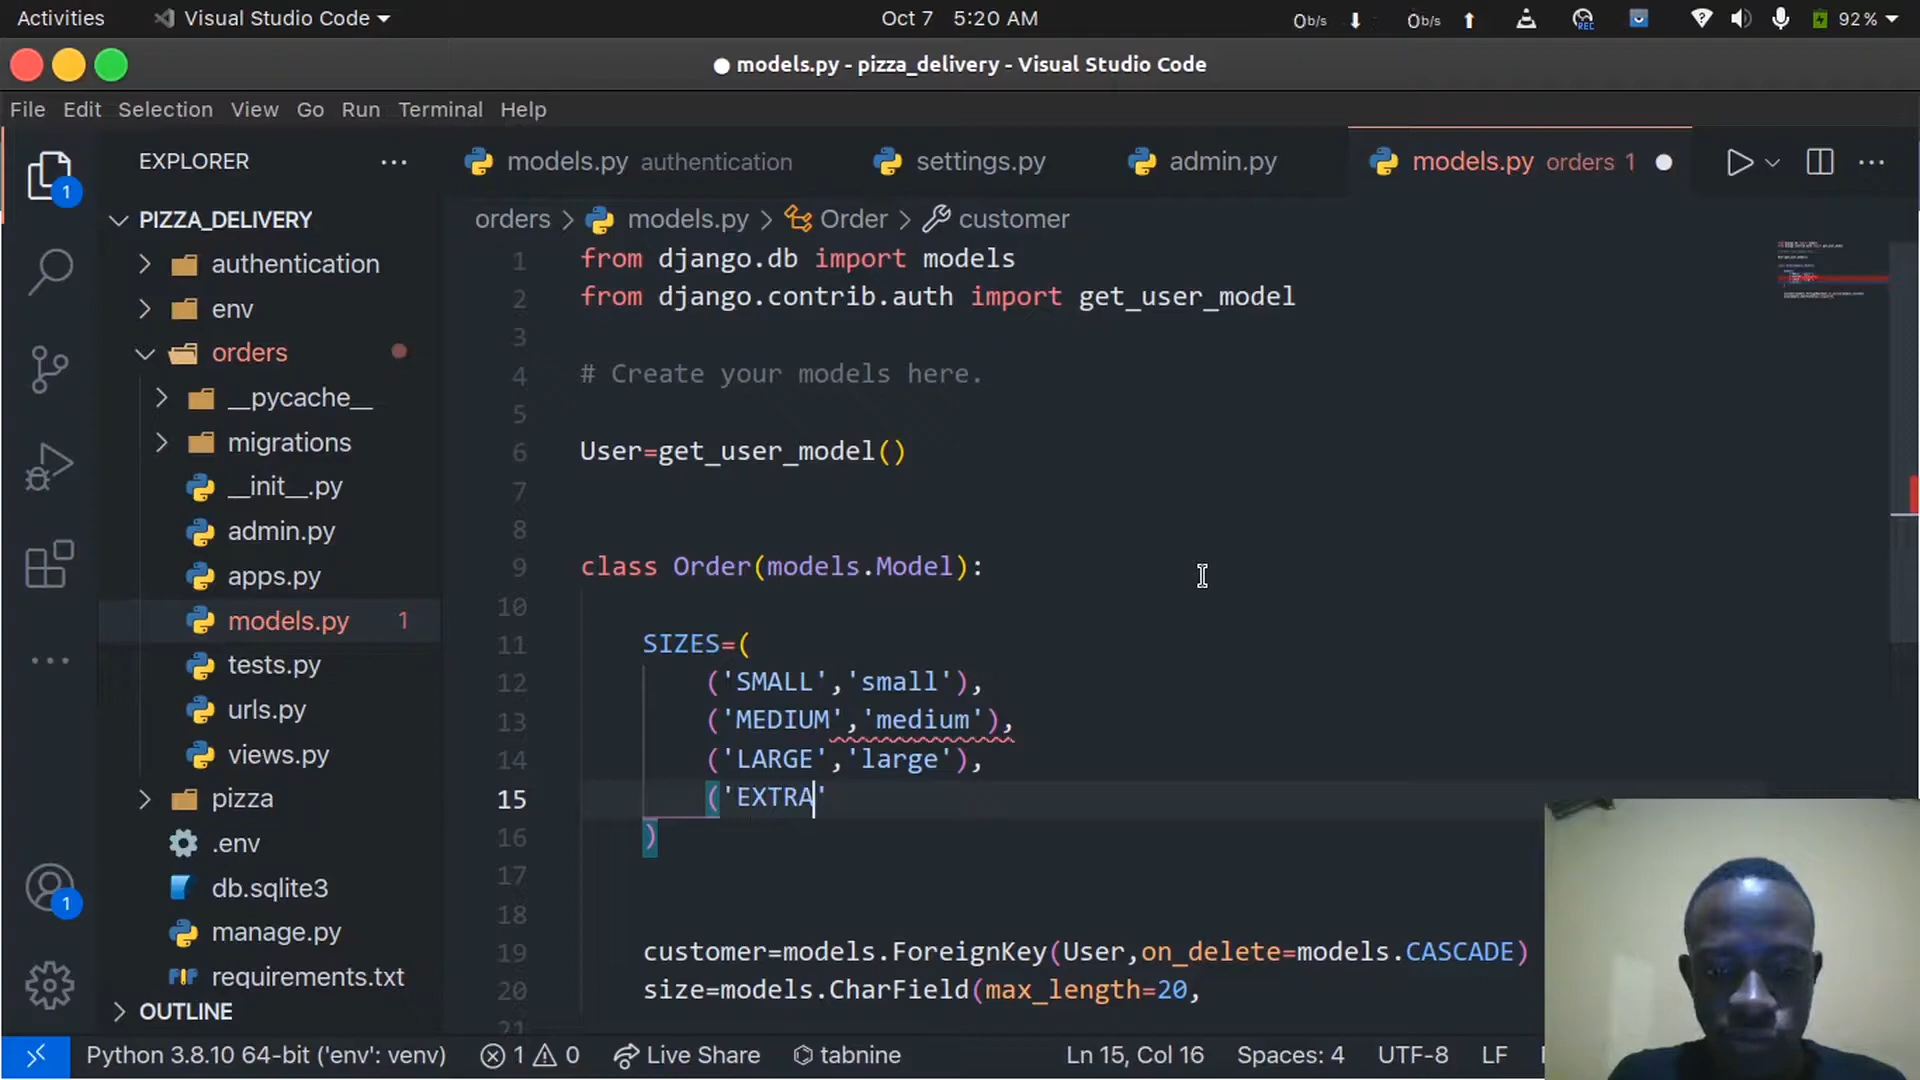 Activities
Visual Studio Code
Oct 7 5:20 AM
0b/s
0b/s
REC
92 %
models.py - pizza_delivery - Visual Studio Code
File Edit Selection View Go Run Terminal Help
1
EXPLORER
models.py authentication
settings.py
admin.py
models.py orders 1
PIZZA_DELIVERY
authentication
env
orders
__pycache__
migrations
__init__.py
admin.py
apps.py
models.py 1
tests.py
urls.py
views.py
pizza
.env
db.sqlite3
manage.py
requirements.txt
OUTLINE
1
orders > models.py > Order > customer
1 from django.db import models
2 from django.contrib.auth import get_user_model
3
4 # Create your models here.
5
6 User=get_user_model()
7
8
9 class Order(models.Model):
10
11 SIZES=(
12 ('SMALL','small'),
13 ('MEDIUM','medium'),
14 ('LARGE','large'),
15 ('EXTRA'
16 )
17
18
19 customer=models.ForeignKey(User,on_delete=models.CASCADE)
20 size=models.CharField(max_length=20,
21
Python 3.8.10 64-bit ('env': venv)
1 0
Live Share
tabnine
Ln 15, Col 16
Spaces: 4
UTF-8
LF